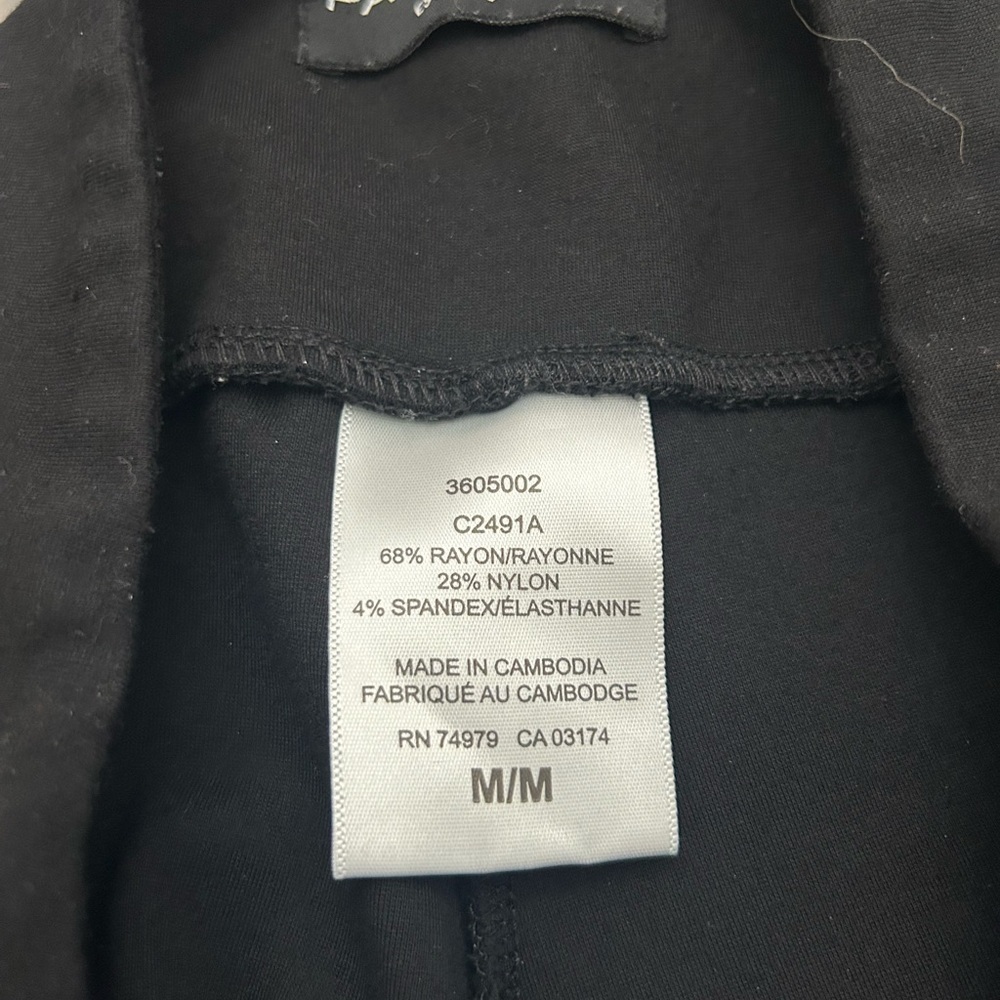 3605002
C2491A
68% RAYON/RAYONNE
28% NYLON
4% SPANDEX/ÉLASTHANNE
MADE IN CAMBODIA
FABRIQUÉ AU CAMBODGE
RN 74979 CA 03174
M/M